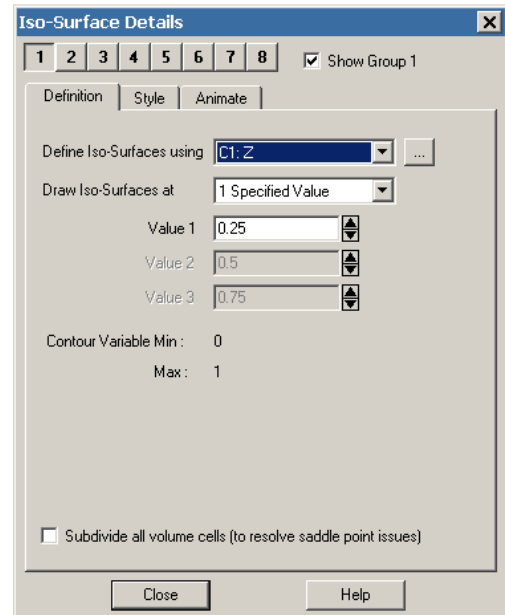 Iso-Surface Details
1 2 3 4 5 6 7 8 Show Group 1
Definition Style Animate
Define Iso-Surfaces using C1: Z ...
Draw Iso-Surfaces at 1 Specified Value
Value 1 0.25
Value 2 0.5
Value 3 0.75
Contour Variable Min : 0
Max : 1
Subdivide all volume cells (to resolve saddle point issues)
Close Help